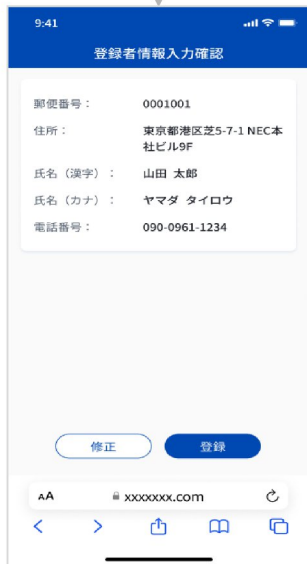 9:41
登録者情報入力確認
郵便番号： 0001001
住所： 東京都港区芝5-7-1 NEC本
社ビル9F
氏名（漢字）： 山田 太郎
氏名（カナ）： ヤマダ タイロウ
電話番号： 090-0961-1234
修正 登録
AA xxxxxxx.com